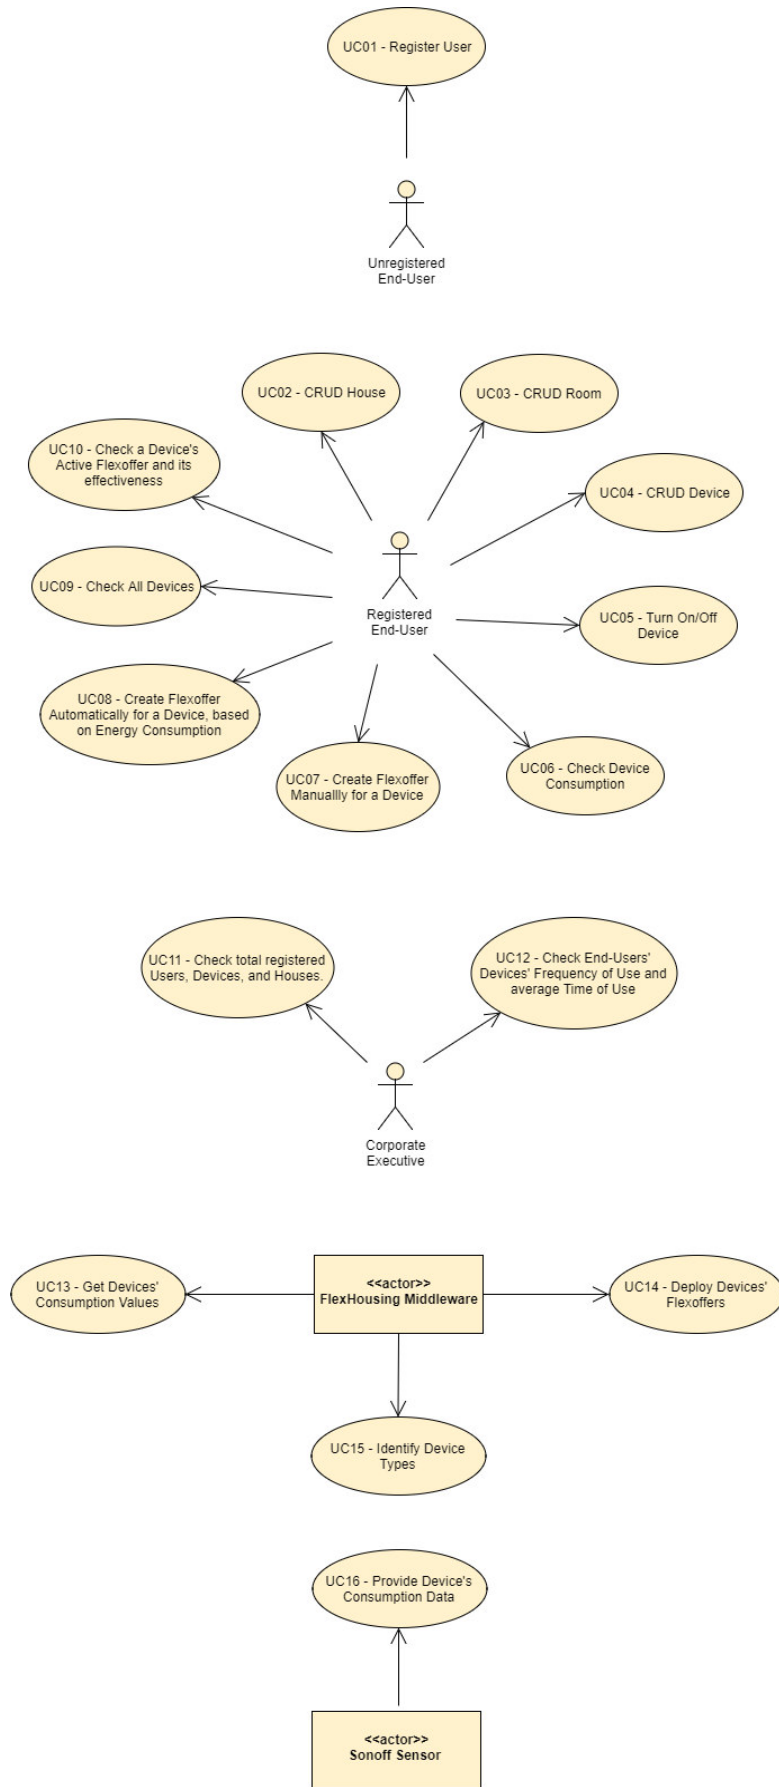 UC01 - Register User
Unregistered
End-User
UC02 - CRUD House
UC03 - CRUD Room
UC10 - Check a Device's
Active Flexoffer and its
effectiveness
UC04 - CRUD Device
UC09 - Check All Devices
Registered
End-User
UC05 - Turn On/Off
Device
UC08 - Create Flexoffer
Automatically for a Device, based
on Energy Consumption
UC07 - Create Flexoffer
Manuallly for a Device
UC06 - Check Device
Consumption
UC11 - Check total registered
Users, Devices, and Houses.
UC12 - Check End-Users'
Devices' Frequency of Use and
average Time of Use
Corporate
Executive
UC13 - Get Devices'
Consumption Values
<<actor>>
FlexHousing Middleware
UC14 - Deploy Devices'
Flexoffers
UC15 - Identify Device
Types
UC16 - Provide Device's
Consumption Data
<<actor>>
Sonoff Sensor